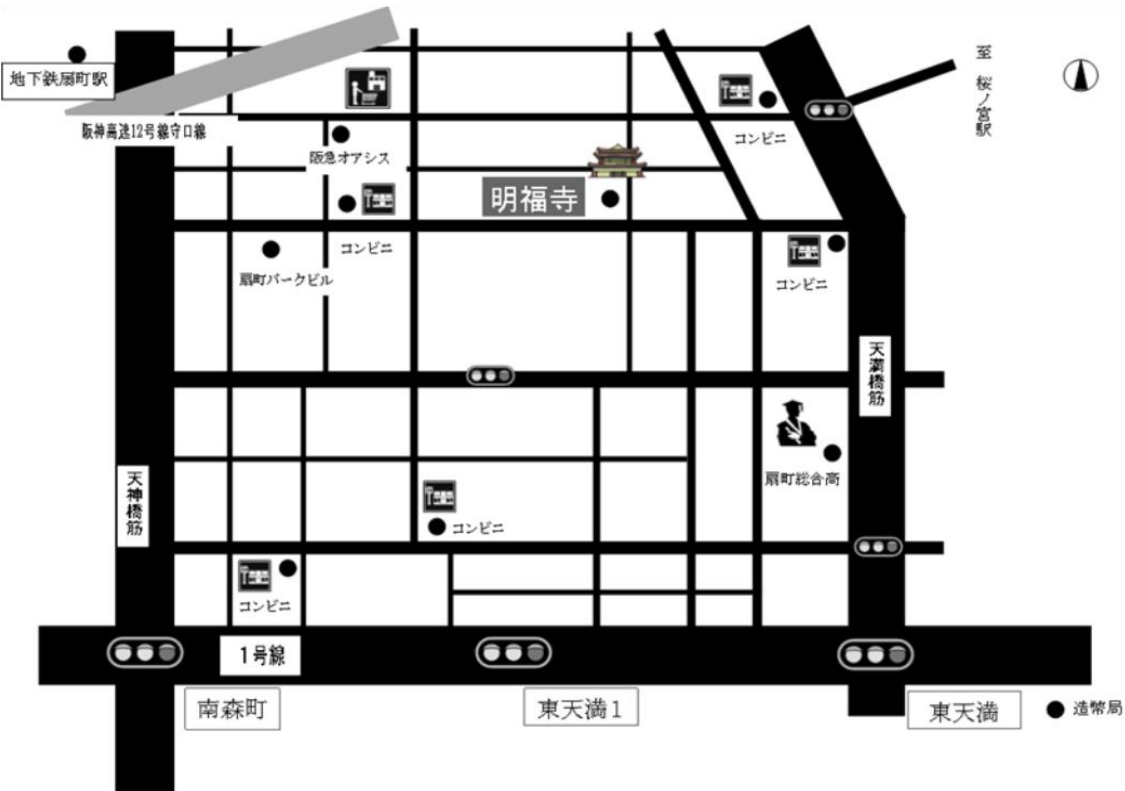 至 桜ノ宮駅
地下鉄扇町駅
阪神高速12号線守口線
コンビニ
阪急オアシス
明福寺
コンビニ
扇町パークビル
コンビニ
天満橋筋
扇町総合高
天神橋筋
コンビニ
コンビニ
1号線
南森町
東天満1
東天満
造幣局